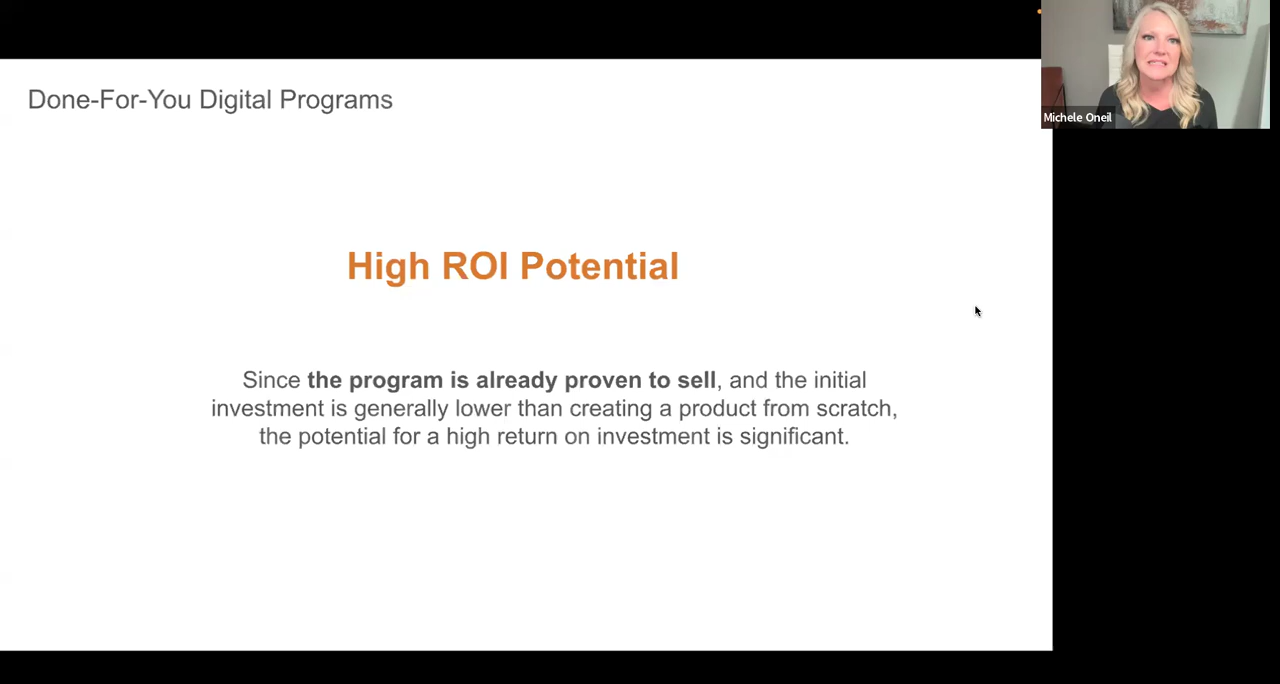 Done-For-You Digital Programs
Michele Oneil
High ROI Potential
Since the program is already proven to sell, and the initial
investment is generally lower than creating a product from scratch,
the potential for a high return on investment is significant.